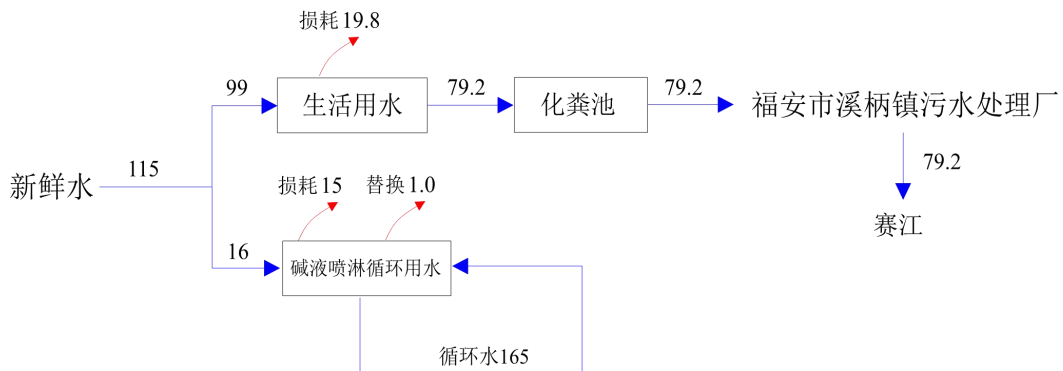 损耗19.8
99
生活用水
79.2
化粪池
79.2
福安市溪柄镇污水处理厂
新鲜水
115
79.2
损耗15
替换1.0
赛江
16
碱液喷淋循环用水
循环水165